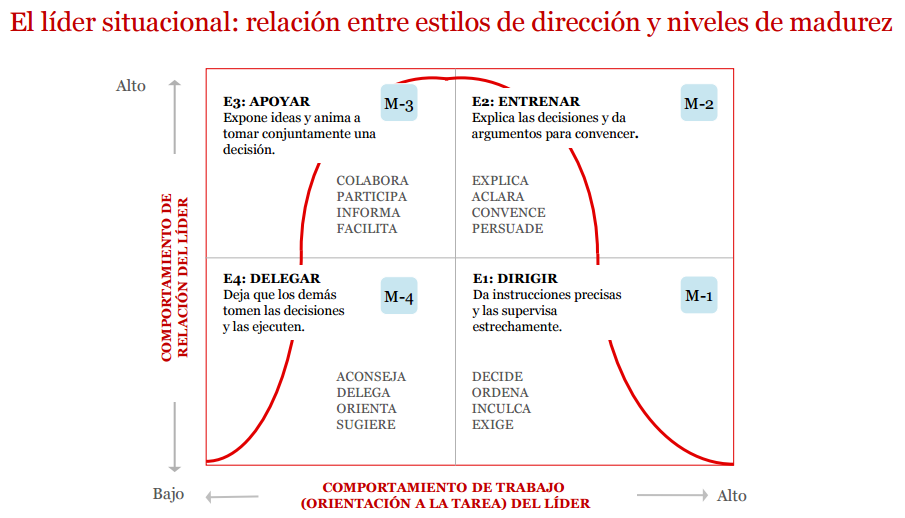 El líder situacional: relación entre estilos de dirección y niveles de madurez
Alto
COMPORTAMIENTO DE
RELACIÓN DEL LÍDER
Bajo
E3: APOYAR
M-3
Expone ideas y anima a
tomar conjuntamente una
decisión.
COLABORA
PARTICIPA
INFORMA
FACILITA
E2: ENTRENAR
M-2
Explica las decisiones y da
argumentos para convencer.
EXPLICA
ACLARA
CONVENCE
PERSUADE
E4: DELEGAR
M-4
Deja que los demás
tomen las decisiones
y las ejecuten.
ACONSEJA
DELEGA
ORIENTA
SUGIERE
E1: DIRIGIR
M-1
Da instrucciones precisas
y las supervisa
estrechamente.
DECIDE
ORDENA
INCULCA
EXIGE
COMPORTAMIENTO DE TRABAJO
(ORIENTACIÓN A LA TAREA) DEL LÍDER
Alto